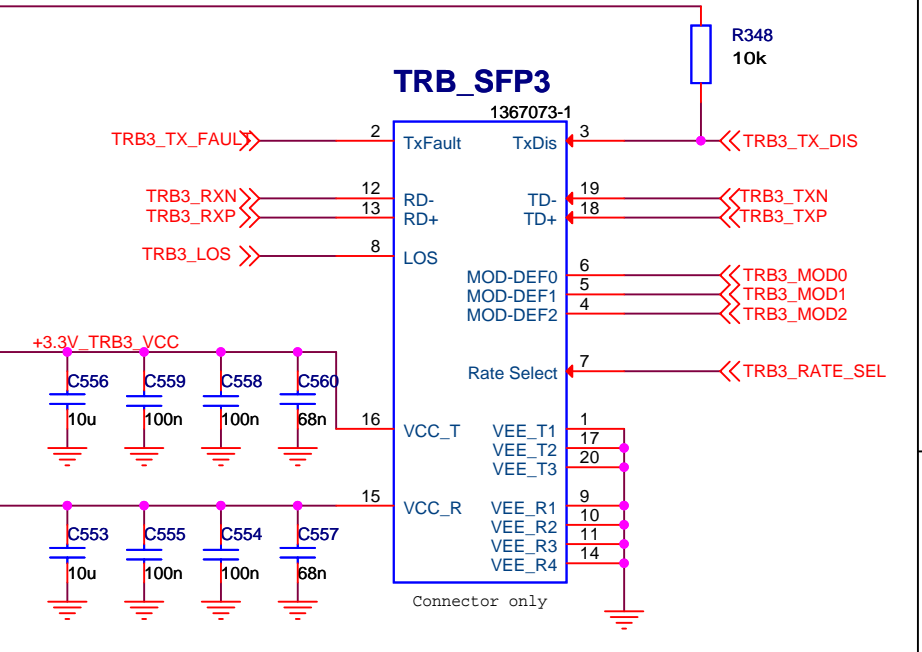 R348
10k
TRB_SFP3
1367073-1
TRB3_TX_FAULT 2 TxFault TxDis 3 TRB3_TX_DIS
TRB3_RXN 12 RD- TD- 19 TRB3_TXN
TRB3_RXP 13 RD+ TD+ 18 TRB3_TXP
TRB3_LOS 8 LOS
MOD-DEF0 6 TRB3_MOD0
MOD-DEF1 5 TRB3_MOD1
MOD-DEF2 4 TRB3_MOD2
+3.3V_TRB3_VCC
Rate Select 7 TRB3_RATE_SEL
C556 C559 C558 C560
10u 100n 100n 68n
16 VCC_T VEE_T1 1
VEE_T2 17
VEE_T3 20
15 VCC_R VEE_R1 9
VEE_R2 10
VEE_R3 11
VEE_R4 14
C553 C555 C554 C557
10u 100n 100n 68n
Connector only